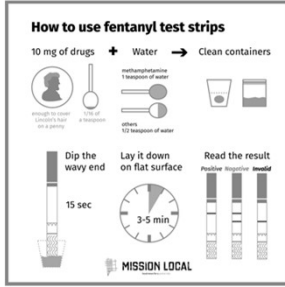 How to use fentanyl test strips
10 mg of drugs + Water → Clean containers
methamphetamine
1 teaspoon of water
enough to cover
Lincoln's hair
on a penny
1/16 of
a teaspoon
others
1/2 teaspoon of water
Dip the
wavy end
15 sec
Lay it down
on flat surface
3-5 min
Read the result
Positive Negative Invalid
MISSION LOCAL